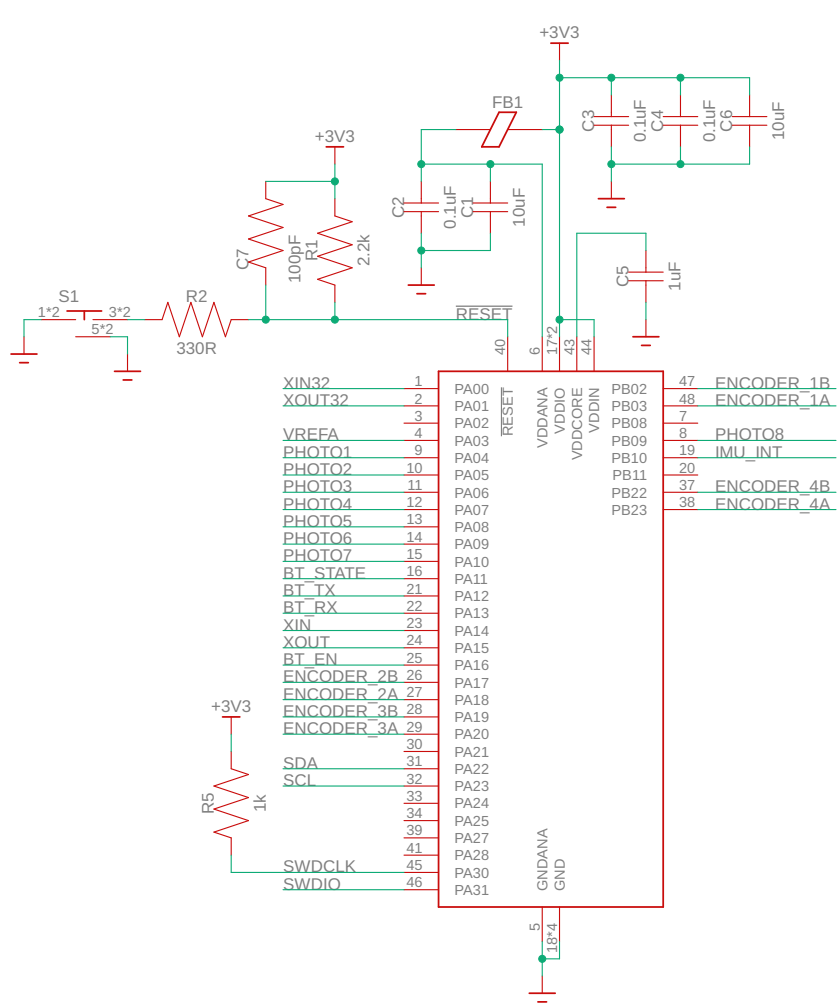 +3V3
FB1
C3
0.1uF
C4
0.1uF
C6
10uF
+3V3
C2
0.1uF
C1
10uF
C7
100pF
R1
2.2k
C5
1uF
S1
1*2
3*2
5*2
R2
330R
RESET
40
6
17*2
43
44
RESET
VDDANA
VDDIO
VDDCORE
VDDIN
XIN32 1 PA00
XOUT32 2 PA01
3 PA02
VREFA 4 PA03
PHOTO1 9 PA04
PHOTO2 10 PA05
PHOTO3 11 PA06
PHOTO4 12 PA07
PHOTO5 13 PA08
PHOTO6 14 PA09
PHOTO7 15 PA10
BT_STATE 16 PA11
BT_TX 21 PA12
BT_RX 22 PA13
XIN 23 PA14
XOUT 24 PA15
BT_EN 25 PA16
ENCODER_2B 26 PA17
ENCODER_2A 27 PA18
ENCODER_3B 28 PA19
ENCODER_3A 29 PA20
30 PA21
SDA 31 PA22
SCL 32 PA23
33 PA24
34 PA25
39 PA27
41 PA28
SWDCLK 45 PA30
SWDIO 46 PA31
PB02 47 ENCODER_1B
PB03 48 ENCODER_1A
PB08 7
PB09 8 PHOTO8
PB10 19 IMU_INT
PB11 20
PB22 37 ENCODER_4B
PB23 38 ENCODER_4A
+3V3
R5
1k
GNDANA
GND
5
18*4